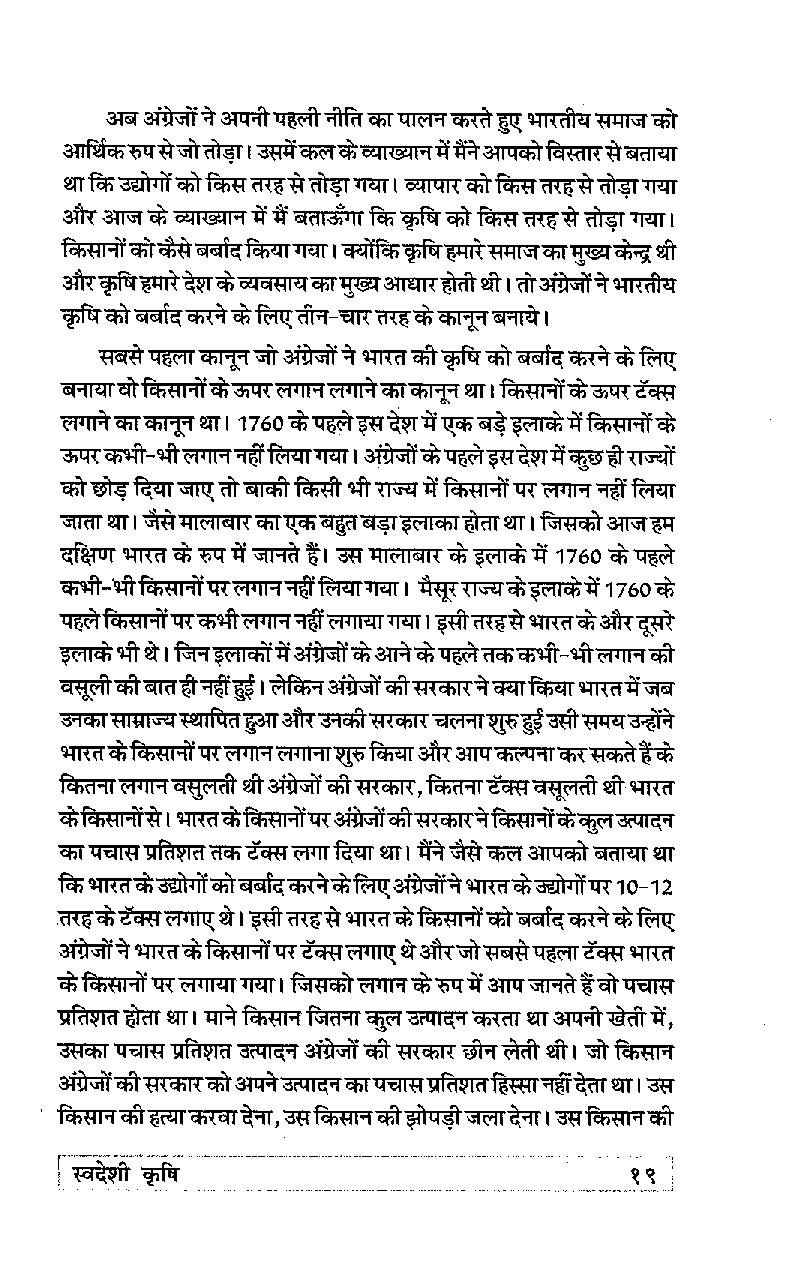 अब अंग्रेजों ने अपनी पहली नीति का पालन करते हुए भारतीय समाज को
आर्थिक रुप से जो तोड़ा। उसमें कल के व्याख्यान में मैंने आपको विस्तार से बताया
था कि उद्योगों को किस तरह से तोड़ा गया। व्यापार को किस तरह से तोड़ा गया
और आज के व्याख्यान में मैं बताऊँगा कि कृषि को किस तरह से तोड़ा गया।
किसानों को कैसे बर्बाद किया गया। क्योंकि कृषि हमारे समाज का मुख्य केन्द्र थी
और कृषि हमारे देश के व्यवसाय का मुख्य आधार होती थी। तो अंग्रेजों ने भारतीय
कृषि को बर्बाद करने के लिए तीन-चार तरह के कानून बनाये।
सबसे पहला कानून जो अंग्रेजों ने भारत की कृषि को बर्बाद करने के लिए
बनाया वो किसानों के ऊपर लगान लगाने का कानून था। किसानों के ऊपर टॅक्स
लगाने का कानून था। 1760 के पहले इस देश में एक बड़े इलाके में किसानों के
ऊपर कभी-भी लगान नहीं लिया गया। अंग्रेजों के पहले इस देश में कुछ ही राज्यों
को छोड़ दिया जाए तो बाकी किसी भी राज्य में किसानों पर लगान नहीं लिया
जाता था। जैसे मालाबार का एक बहुत बड़ा इलाका होता था। जिसको आज हम
दक्षिण भारत के रुप में जानते हैं। उस मालाबार के इलाके में 1760 के पहले
कभी-भी किसानों पर लगान नहीं लिया गया। मैसूर राज्य के इलाके में 1760 के
पहले किसानों पर कभी लगान नहीं लगाया गया। इसी तरह से भारत के और दूसरे
इलाके भी थे। जिन इलाकों में अंग्रेजों के आने के पहले तक कभी-भी लगान की
वसूली की बात ही नहीं हुई। लेकिन अंग्रेजों की सरकार ने क्या किया भारत में जब
उनका साम्राज्य स्थापित हुआ और उनकी सरकार चलना शुरु हुई उसी समय उन्होंने
भारत के किसानों पर लगान लगाना शुरु किया और आप कल्पना कर सकते हैं के
कितना लगान वसुलती थी अंग्रेजों की सरकार, कितना टॅक्स वसूलती थी भारत
के किसानों से। भारत के किसानों पर अंग्रेजों की सरकार ने किसानों के कुल उत्पादन
का पचास प्रतिशत तक टॅक्स लगा दिया था। मैंने जैसे कल आपको बताया था
कि भारत के उद्योगों को बर्बाद करने के लिए अंग्रेजों ने भारत के उद्योगों पर 10-12
तरह के टॅक्स लगाए थे। इसी तरह से भारत के किसानों को बर्बाद करने के लिए
अंग्रेजों ने भारत के किसानों पर टॅक्स लगाए थे और जो सबसे पहला टॅक्स भारत
के किसानों पर लगाया गया। जिसको लगान के रुप में आप जानते हैं वो पचास
प्रतिशत होता था। माने किसान जितना कुल उत्पादन करता था अपनी खेती में,
उसका पचास प्रतिशत उत्पादन अंग्रेजों की सरकार छीन लेती थी। जो किसान
अंग्रेजों की सरकार को अपने उत्पादन का पचास प्रतिशत हिस्सा नहीं देता था। उस
किसान की हत्या करवा देना, उस किसान की झोपड़ी जला देना। उस किसान की
स्वदेशी कृषि १९